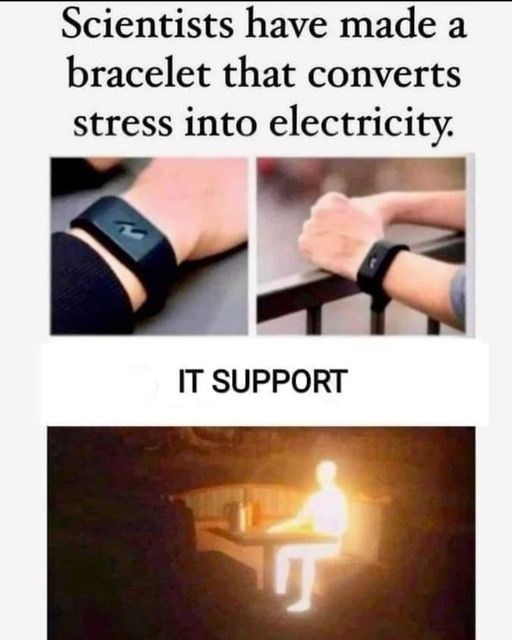 Scientists have made a
bracelet that converts
stress into electricity.
IT SUPPORT